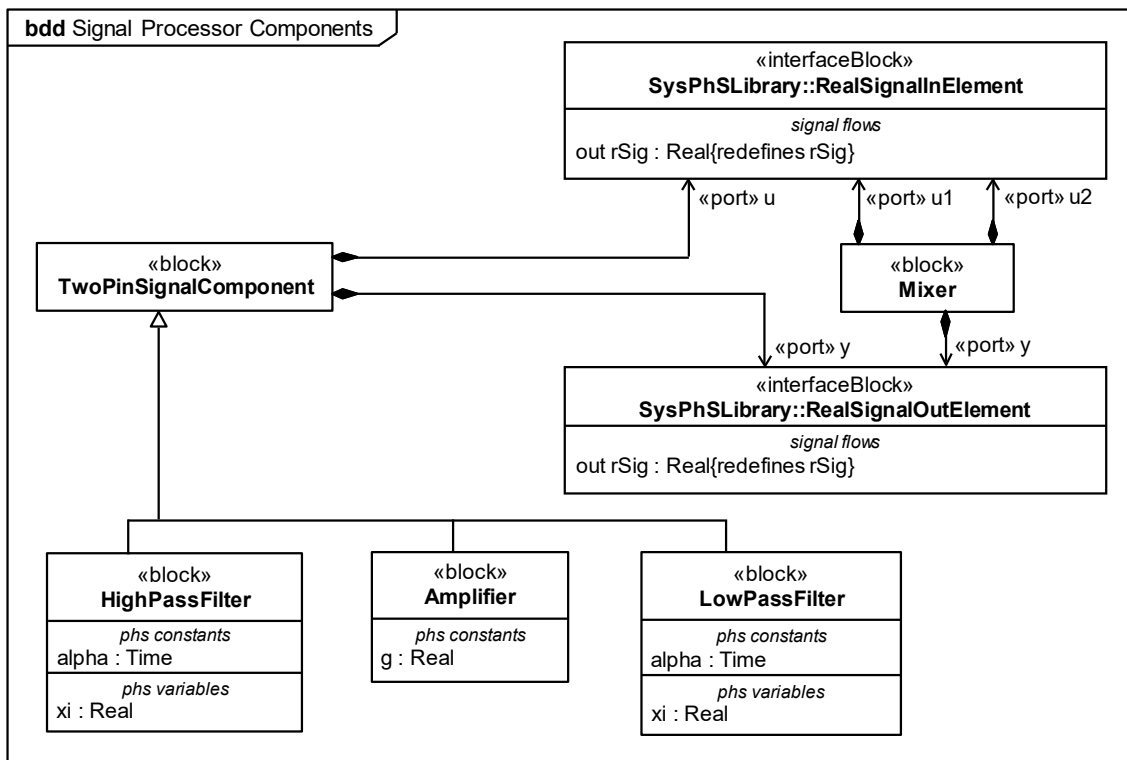 bdd Signal Processor Components
«interfaceBlock»
SysPhSLibrary::RealSignalInElement
signal flows
out rSig : Real{redefines rSig}
«port» u
«port» u1
«port» u2
«block»
TwoPinSignalComponent
«block»
Mixer
«port» y
«port» y
«interfaceBlock»
SysPhSLibrary::RealSignalOutElement
signal flows
out rSig : Real{redefines rSig}
«block»
HighPassFilter
phs constants
alpha : Time
phs variables
xi : Real
«block»
Amplifier
phs constants
g : Real
«block»
LowPassFilter
phs constants
alpha : Time
phs variables
xi : Real